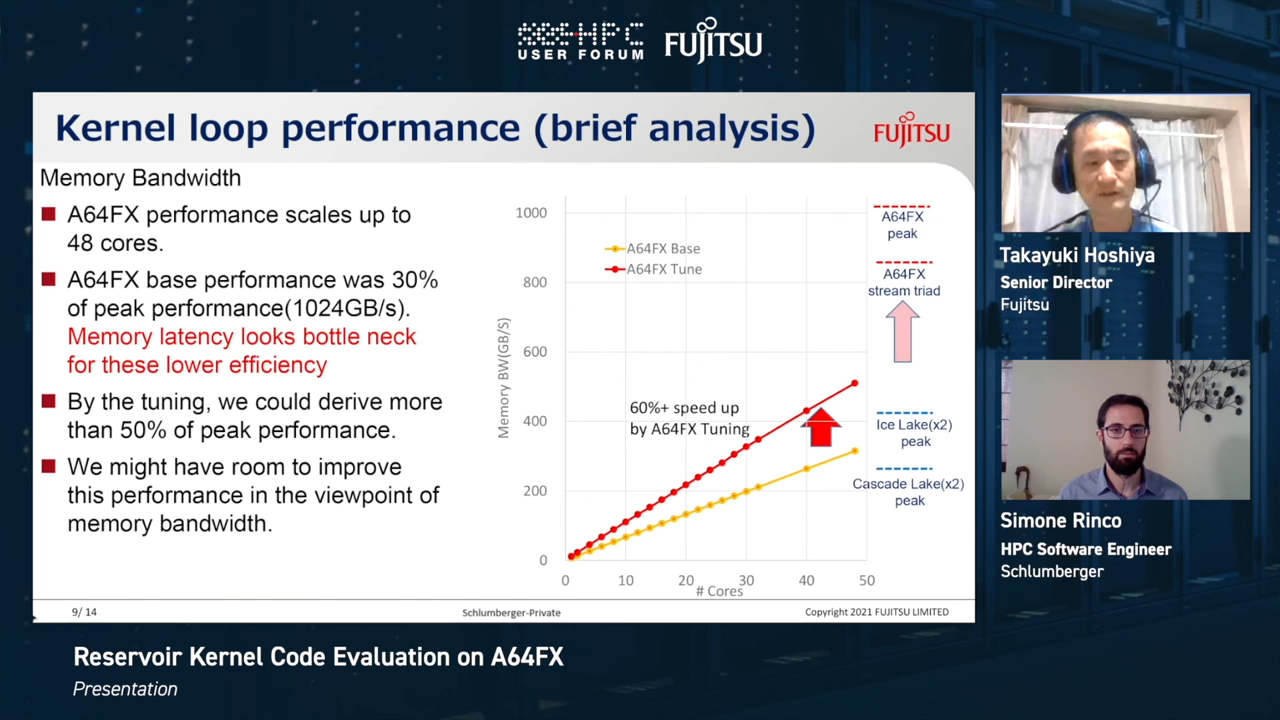 HPC
USER FORUM
FUJITSU
Kernel loop performance (brief analysis)
FUJITSU
Memory Bandwidth
A64FX performance scales up to
48 cores.
A64FX base performance was 30%
of peak performance(1024GB/s).
Memory latency looks bottle neck
for these lower efficiency
By the tuning, we could derive more
than 50% of peak performance.
We might have room to improve
this performance in the viewpoint of
memory bandwidth.
Memory BW(GB/S)
1000
800
600
400
200
0
0 10 20 30 40 50
# Cores
A64FX Base
A64FX Tune
60%+ speed up
by A64FX Tuning
A64FX
peak
A64FX
stream triad
Ice Lake(x2)
peak
Cascade Lake(x2)
peak
9/ 14
Schlumberger-Private
Copyright 2021 FUJITSU LIMITED
Takayuki Hoshiya
Senior Director
Fujitsu
Simone Rinco
HPC Software Engineer
Schlumberger
Reservoir Kernel Code Evaluation on A64FX
Presentation